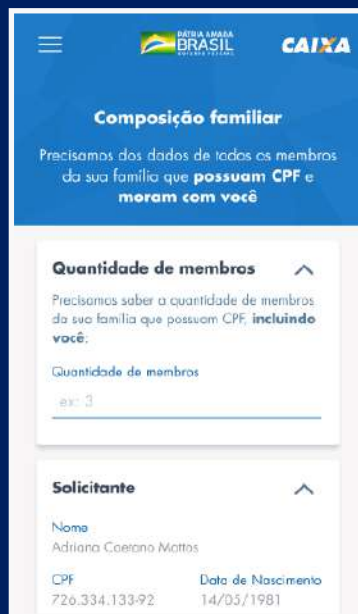 PÁTRIA AMADA
BRASIL
GOVERNO FEDERAL
CAIXA
Composição familiar
Precisamos dos dados de todos os membros
da sua família que possuam CPF e
moram com você
Quantidade de membros
Precisamos saber a quantidade de membros
da sua família que possuam CPF, incluindo
você:
Quantidade de membros
ex: 3
Solicitante
Nome
Adriana Caetano Mattos
CPF
Data de Nascimento
726.334.133-92
14/05/1981